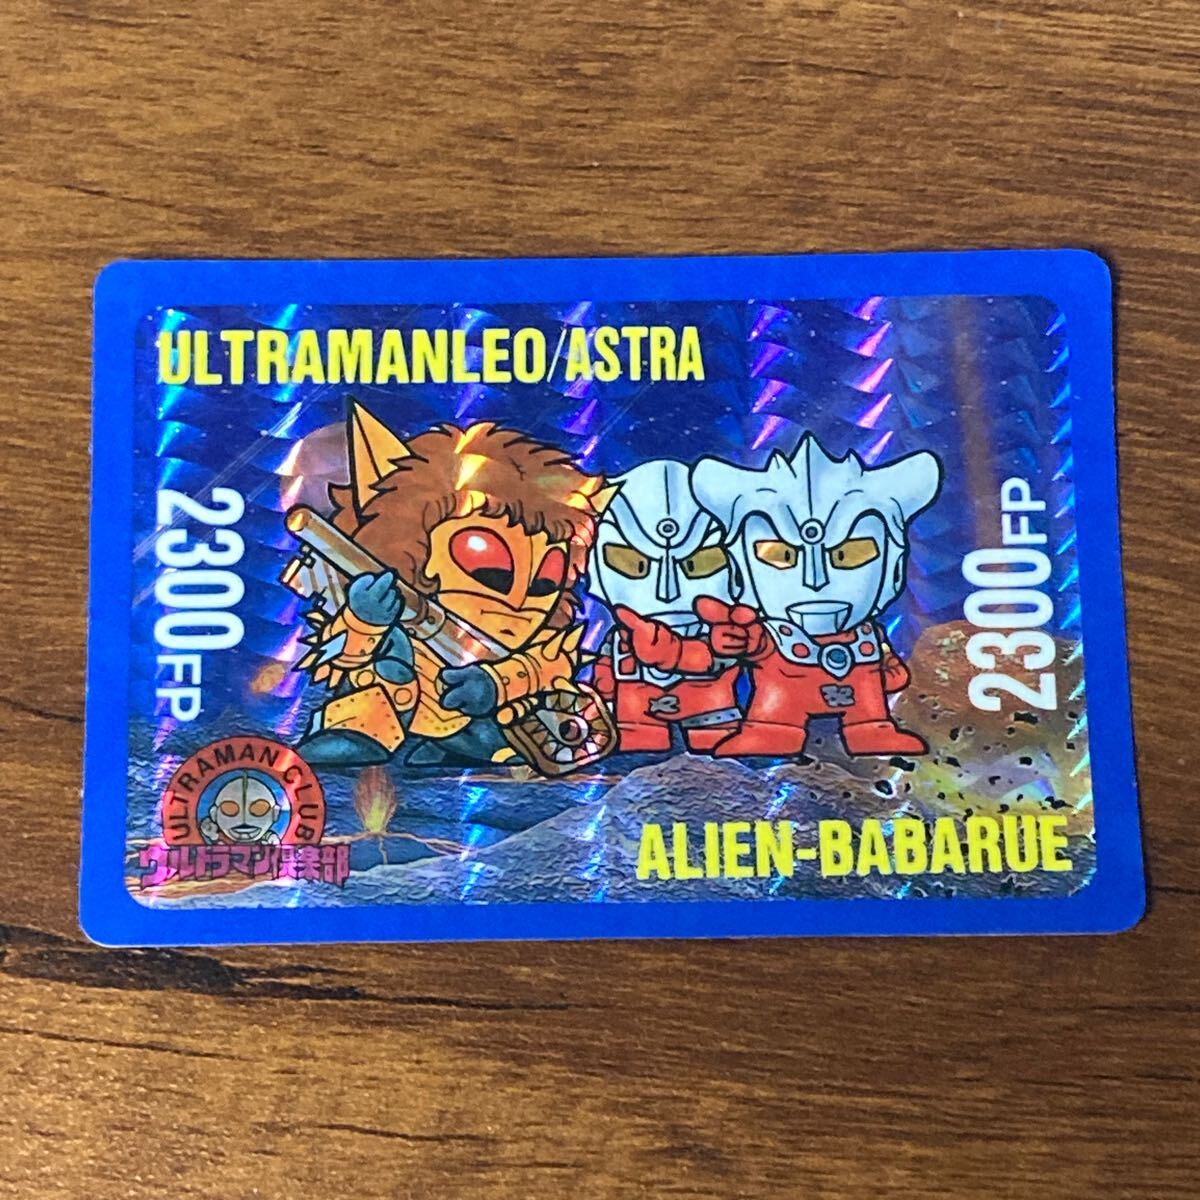 ULTRAMANLEO/ASTRA
2300FP
2300FP
ULTRAMAN CLUB
ウルトラマン倶楽部
ALIEN-BABARUE